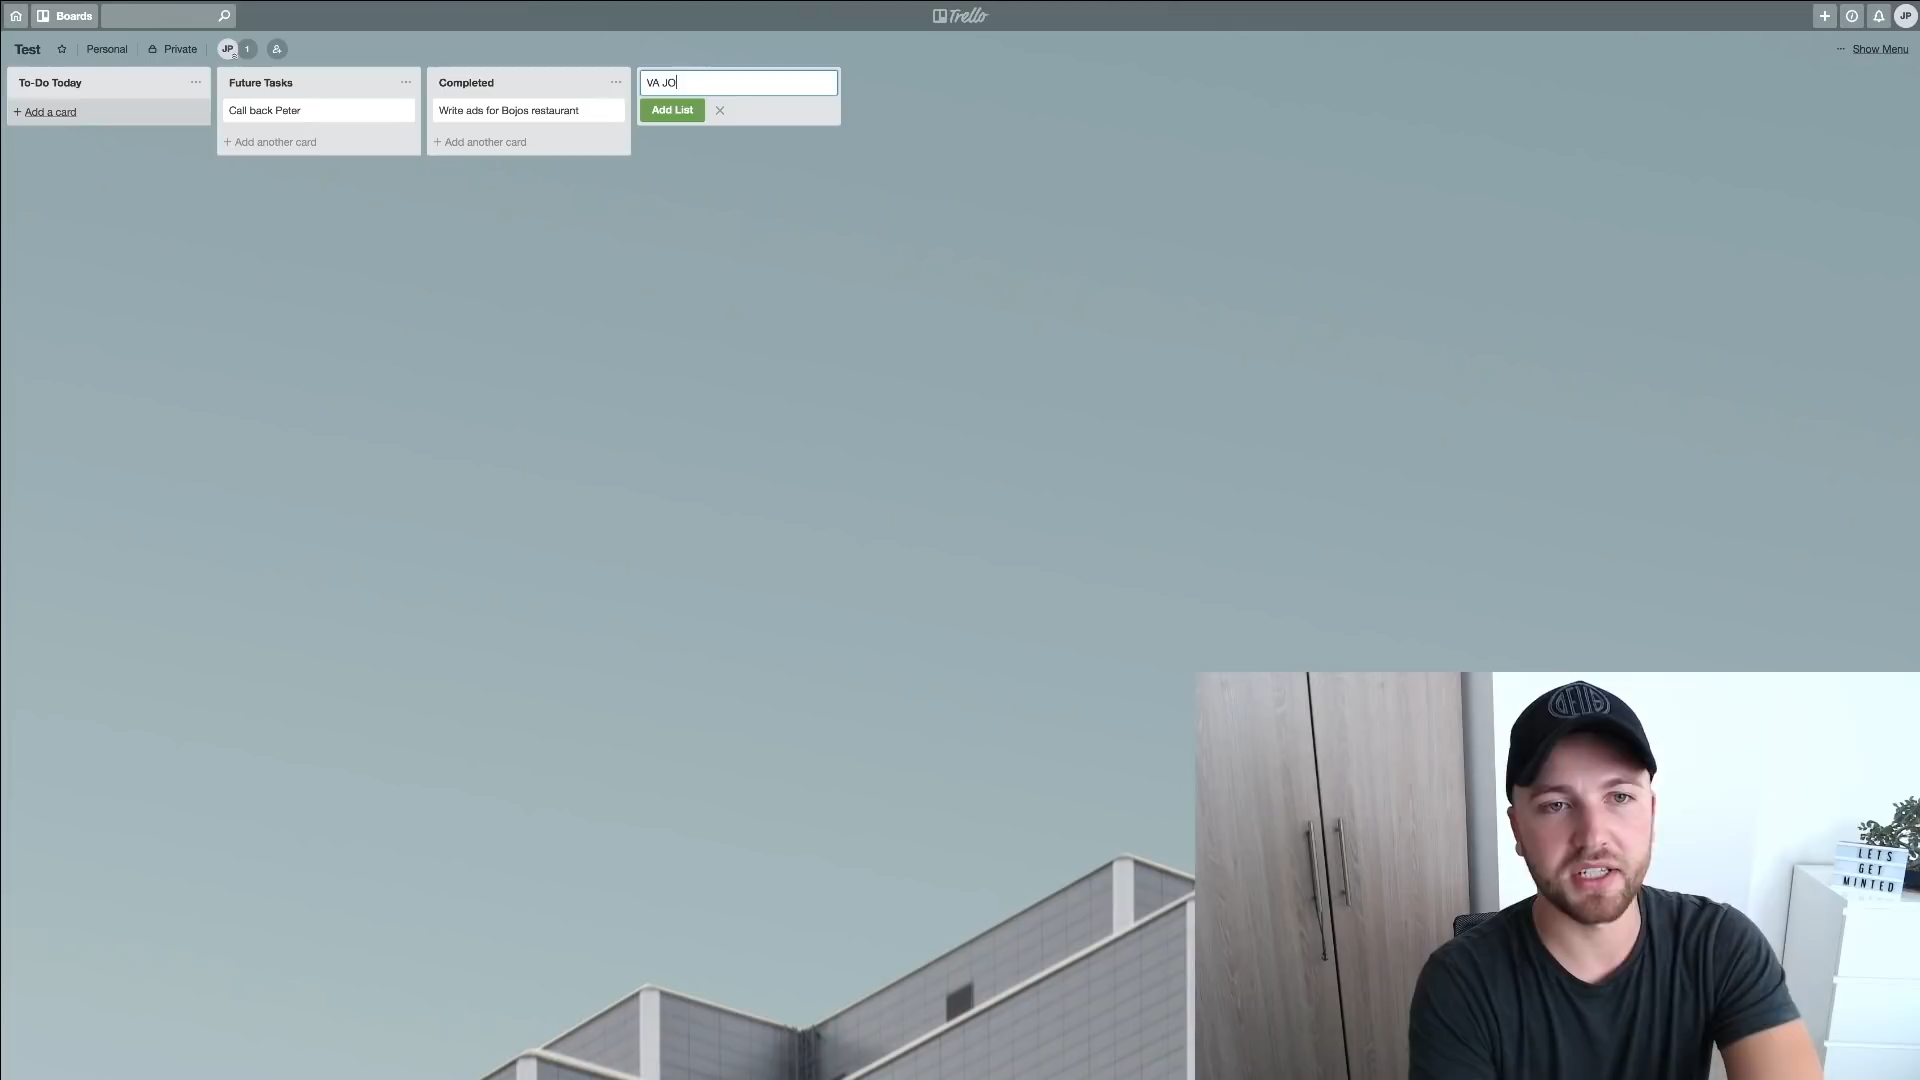 Boards
Trello
JP
Test
Personal
Private
JP
1
Show Menu
To-Do Today
+ Add a card
Future Tasks
Call back Peter
+ Add another card
Completed
Write ads for Bojos restaurant
+ Add another card
VA JO
Add List
DEUS
LETS
GET
MINTED